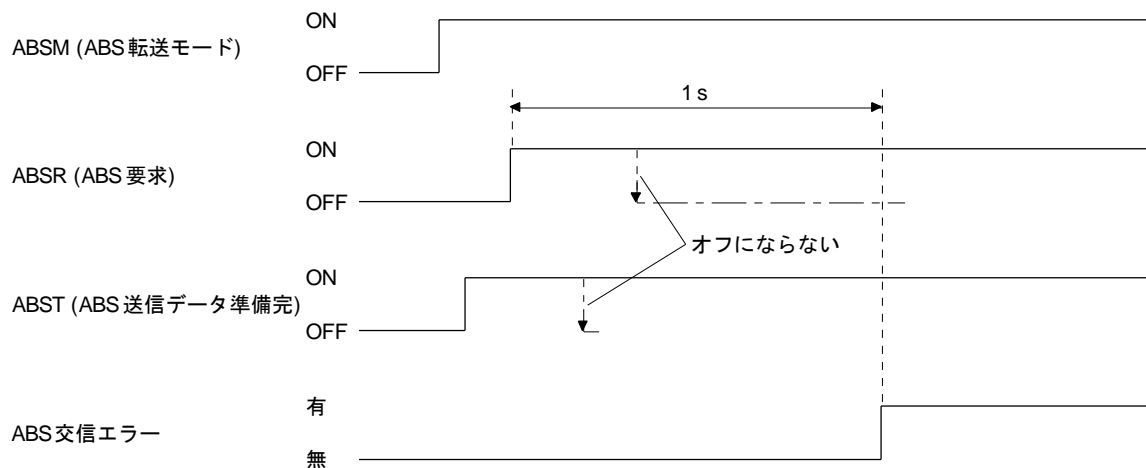 ON
ABSM (ABS転送モード)
OFF
1 s
ON
ABSR (ABS要求)
OFF
オフにならない
ON
ABST (ABS送信データ準備完)
OFF
有
ABS交信エラー
無